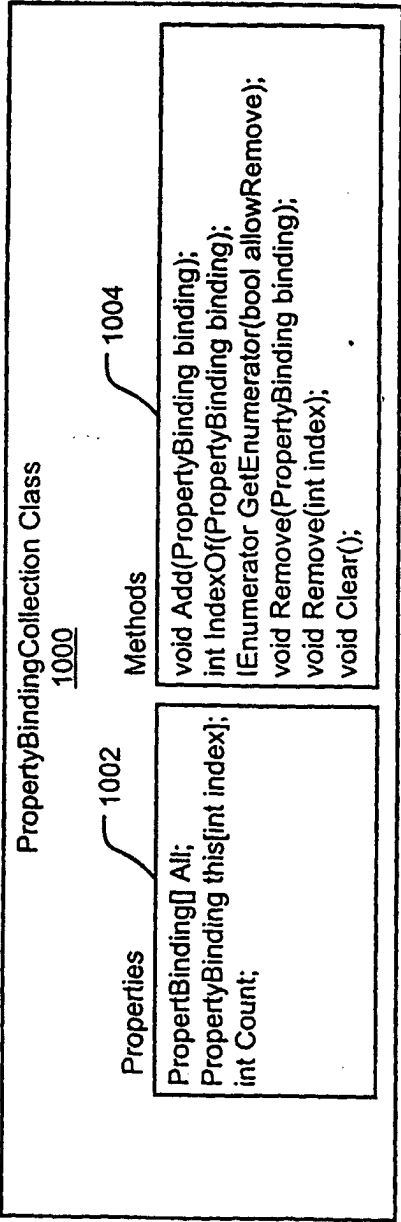 PropertyBindingCollection Class
1000
Properties
1002
PropertBinding[] All;
PropertyBinding this[int index];
int Count;
Methods
1004
void Add(PropertyBinding binding);
int IndexOf(PropertyBinding binding);
IEnumerator GetEnumerator(bool allowRemove);
void Remove(PropertyBinding binding);
void Remove(int index);
void Clear();